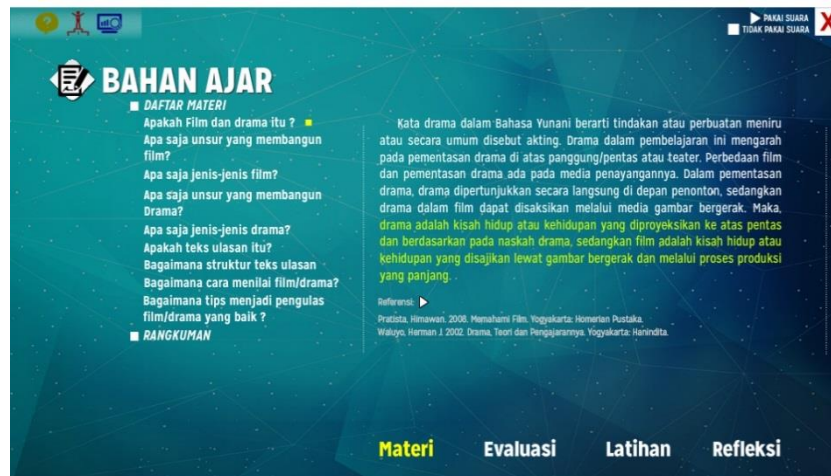 PAKAI SUARA
TIDAK PAKAI SUARA
X
BAHAN AJAR
DAFTAR MATERI
Apakah Film dan drama itu ?
Apa saja unsur yang membangun
film?
Apa saja jenis-jenis film?
Apa saja unsur yang membangun
Drama?
Apa saja jenis-jenis drama?
Apakah teks ulasan itu?
Bagaimana struktur teks ulasan
Bagaimana cara menilai film/drama?
Bagaimana tips menjadi pengulas
film/drama yang baik ?
RANGKUMAN
Kata drama dalam Bahasa Yunani berarti tindakan atau perbuatan meniru
atau secara umum disebut akting. Drama dalam pembelajaran ini mengarah
pada pementasan drama di atas panggung/pentas atau teater. Perbedaan film
dan pementasan drama ada pada media penayangannya. Dalam pementasan
drama, drama dipertunjukkan secara langsung di depan penonton, sedangkan
drama dalam film dapat disaksikan melalui media gambar bergerak. Maka,
drama adalah kisah hidup atau kehidupan yang diproyeksikan ke atas pentas
dan berdasarkan pada naskah drama, sedangkan film adalah kisah hidup atau
kehidupan yang disajikan lewat gambar bergerak dan melalui proses produksi
yang panjang. .
Referensi:
Pratista, Himawan. 2008. Memahami Film. Yogyakarta: Homerian Pustaka.
Waluyo, Herman J. 2002. Drama, Teori dan Pengajarannya. Yogyakarta: Hanindita.
Materi Evaluasi Latihan Refleksi